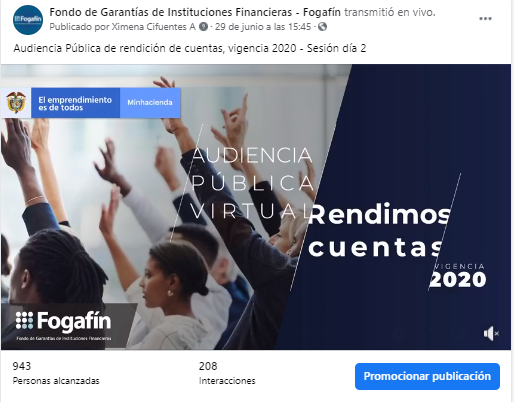 Fondo de Garantías de Instituciones Financieras - Fogafín transmitió en vivo.
Publicado por Ximena Cifuentes A · 29 de junio a las 15:45 ·
Audiencia Pública de rendición de cuentas, vigencia 2020 - Sesión día 2
El emprendimiento
es de todos
Minhacienda
AUDIENCIA
PÚBLICA
VIRTUAL
Rendimos
cuentas
VIGENCIA
2020
Fogafín
Fogafín
Fondo de Garantías de Instituciones Financieras
943
Personas alcanzadas
208
Interacciones
Promocionar publicación